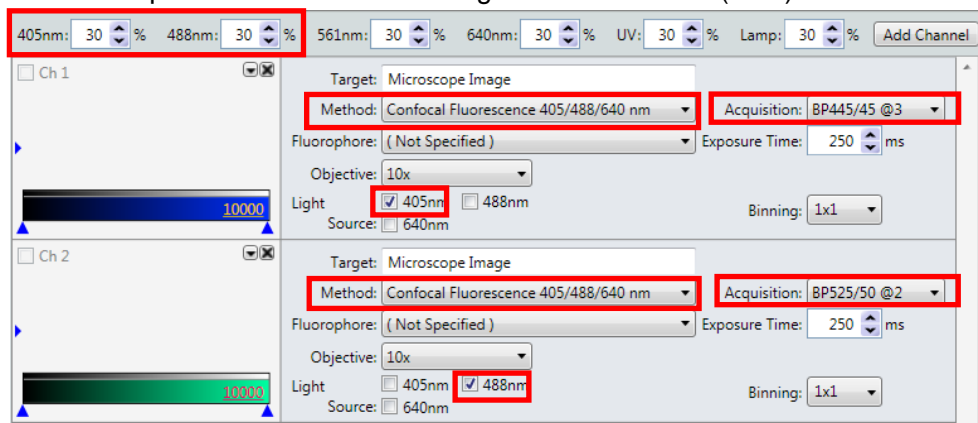 405nm: 30 % 488nm: 30 % 561nm: 30 % 640nm: 30 % UV: 30 % Lamp: 30 % Add Channel
Ch 1
Target: Microscope Image
Method: Confocal Fluorescence 405/488/640 nm Acquisition: BP445/45 @3
Fluorophore: ( Not Specified ) Exposure Time: 250 ms
Objective: 10x
Light Source: 405nm 488nm
640nm
Binning: 1x1
10000
Ch 2
Target: Microscope Image
Method: Confocal Fluorescence 405/488/640 nm Acquisition: BP525/50 @2
Fluorophore: ( Not Specified ) Exposure Time: 250 ms
Objective: 10x
Light Source: 405nm 488nm
640nm
Binning: 1x1
10000